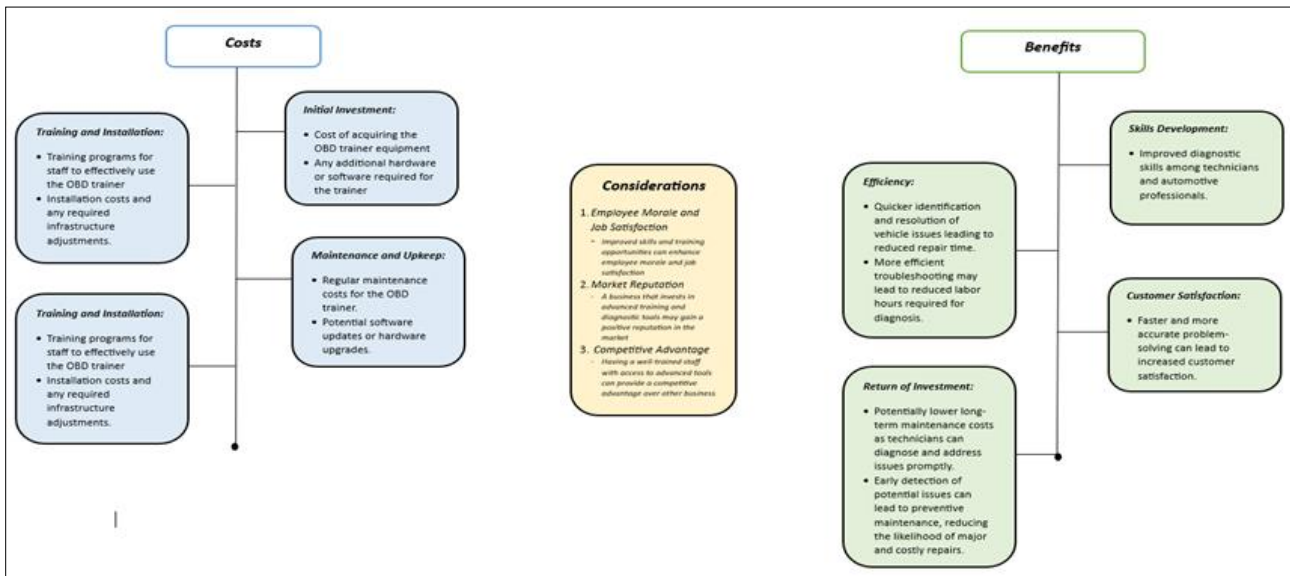 Costs
Initial Investment:
• Cost of acquiring the
OBD trainer equipment
• Any additional hardware
or software required for
the trainer
Training and Installation:
• Training programs for
staff to effectively use
the OBD trainer
• Installation costs and
any required
infrastructure
adjustments.
Maintenance and Upkeep:
• Regular maintenance
costs for the OBD
trainer.
• Potential software
updates or hardware
upgrades.
Training and Installation:
• Training programs for
staff to effectively use
the OBD trainer
• Installation costs and
any required
infrastructure
adjustments.
Considerations
1. Employee Morale and
Job Satisfaction
- Improved skills and training
opportunities can enhance
employee morale and job
satisfaction
2. Market Reputation
- A business that invests in
advanced training and
diagnostic tools may gain a
positive reputation in the
market
3. Competitive Advantage
- Having a well-trained staff
with access to advanced tools
can provide a competitive
advantage over other business
Benefits
Skills Development:
• Improved diagnostic
skills among technicians
and automotive
professionals.
Efficiency:
• Quicker identification
and resolution of
vehicle issues leading to
reduced repair time.
• More efficient
troubleshooting may
lead to reduced labor
hours required for
diagnosis.
Customer Satisfaction:
• Faster and more
accurate problem-
solving can lead to
increased customer
satisfaction.
Return of Investment:
• Potentially lower long-
term maintenance costs
as technicians can
diagnose and address
issues promptly.
• Early detection of
potential issues can
lead to preventive
maintenance, reducing
the likelihood of major
and costly repairs.